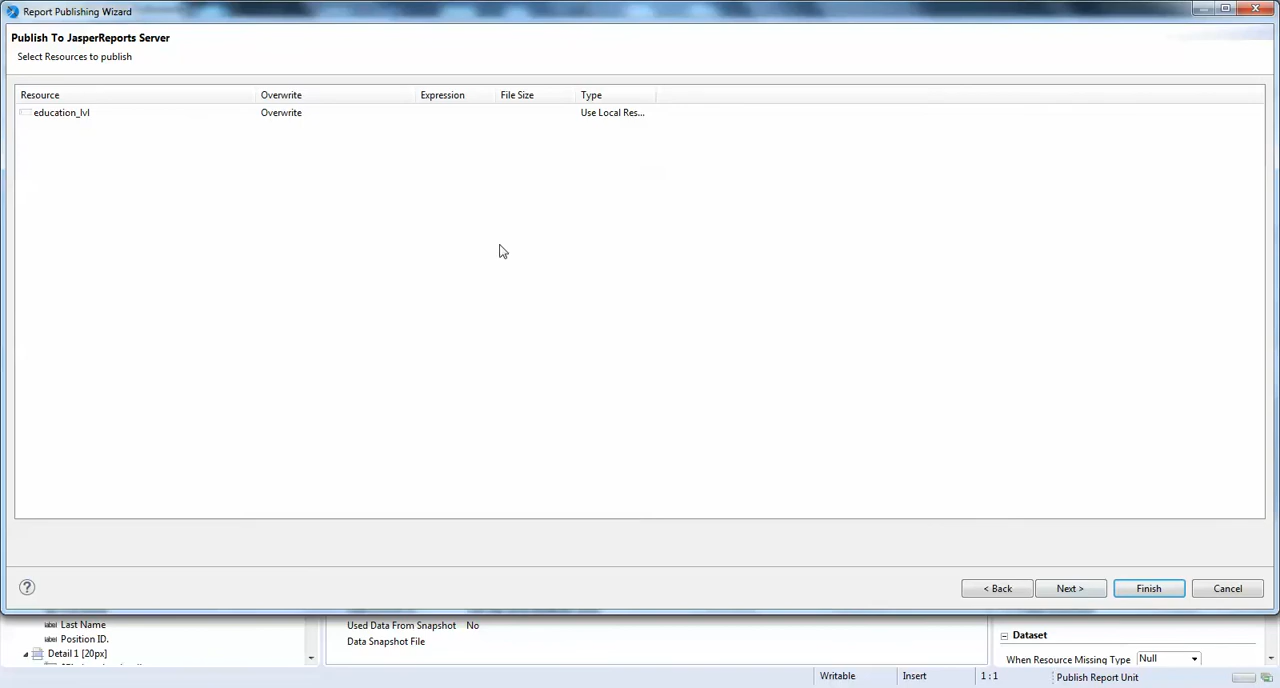 Report Publishing Wizard
Publish To JasperReports Server
Select Resources to publish
Resource Overwrite Expression File Size Type
education_lvl Overwrite Use Local Res...
?
< Back Next > Finish Cancel
label Last Name
label Position ID.
Detail 1 [20px]
Used Data From Snapshot No
Data Snapshot File
Dataset
When Resource Missing Type Null
Writable Insert 1 : 1 Publish Report Unit